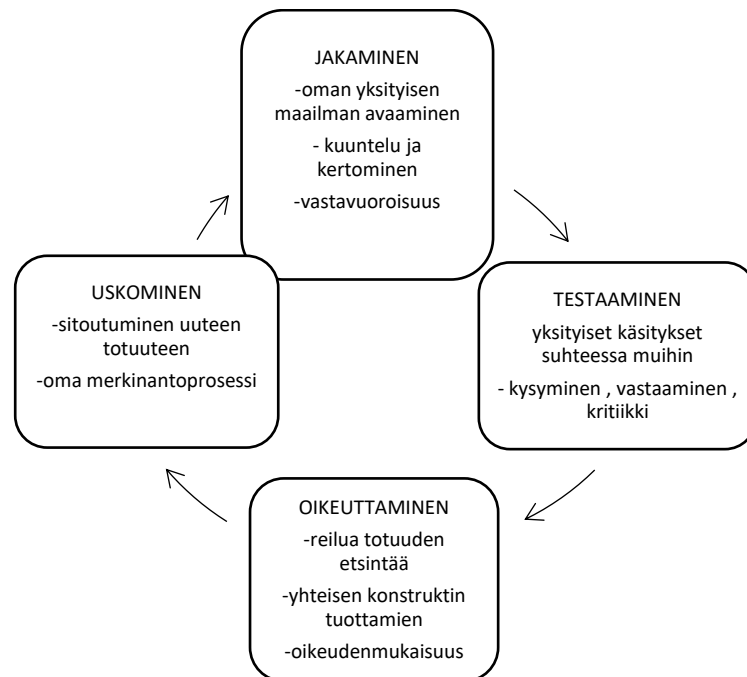 JAKAMINEN
-oman yksityisen
maailman avaaminen
- kuuntelu ja
kertominen
-vastavuoroisuus
TESTAAMINEN
yksityiset käsitykset
suhteessa muihin
- kysyminen , vastaaminen ,
kritiikki
OIKEUTTAMINEN
-reilua totuuden
etsintää
-yhteisen konstruktin
tuottamien
-oikeudenmukaisuus
USKOMINEN
-sitoutuminen uuteen
totuuteen
-oma merkinantoprosessi